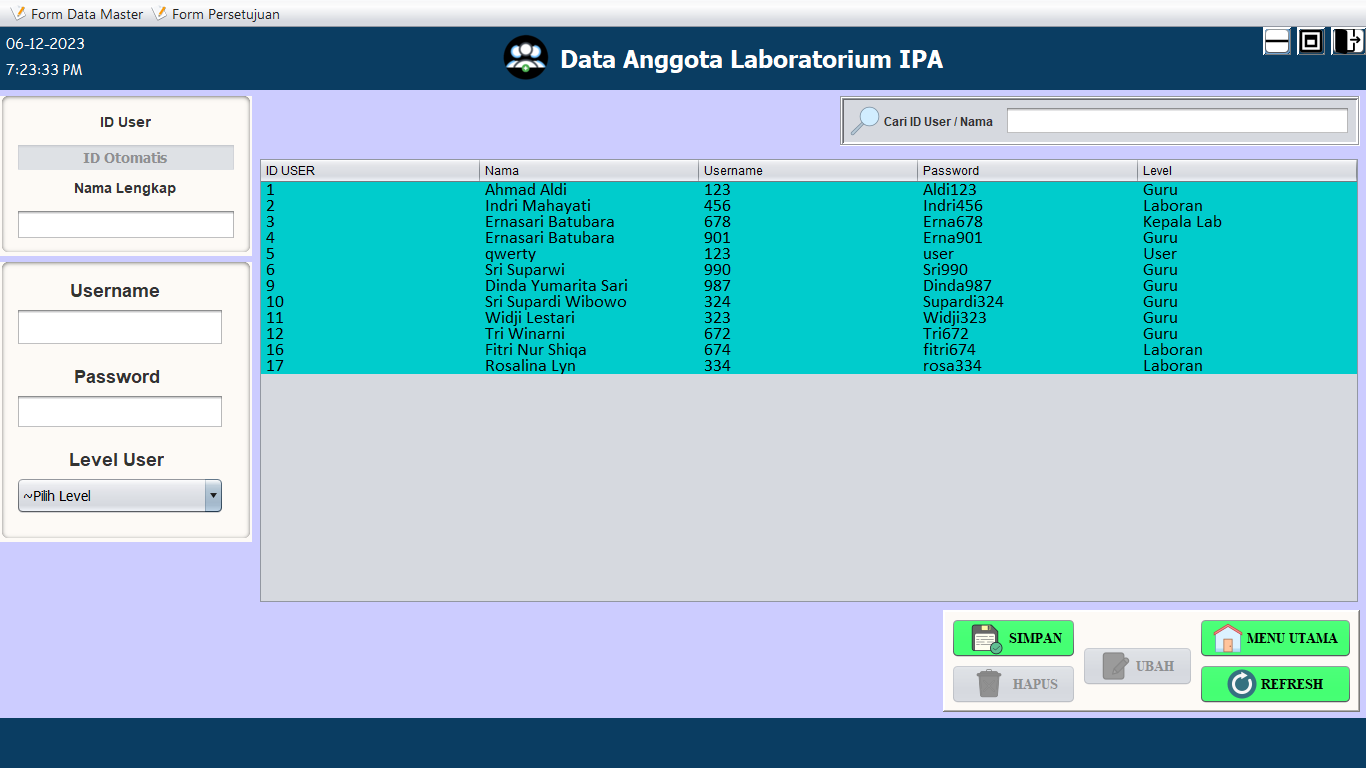 Form Data Master Form Persetujuan
06-12-2023
7:23:33 PM
Data Anggota Laboratorium IPA
ID User
ID Otomatis
Nama Lengkap
Username
Password
Level User
~Pilih Level
Cari ID User / Nama
ID USER Nama Username Password Level
1 Ahmad Aldi 123 Aldi123 Guru
2 Indri Mahayati 456 Indri456 Laboran
3 Ernasari Batubara 678 Erna678 Kepala Lab
4 Ernasari Batubara 901 Erna901 Guru
5 qwerty 123 user User
6 Sri Suparwi 990 Sri990 Guru
9 Dinda Yumarita Sari 987 Dinda987 Guru
10 Sri Supardi Wibowo 324 Supardi324 Guru
11 Widji Lestari 323 Widji323 Guru
12 Tri Winarni 672 Tri672 Guru
16 Fitri Nur Shiqa 674 fitri674 Laboran
17 Rosalina Lyn 334 rosa334 Laboran
SIMPAN
HAPUS
UBAH
MENU UTAMA
REFRESH